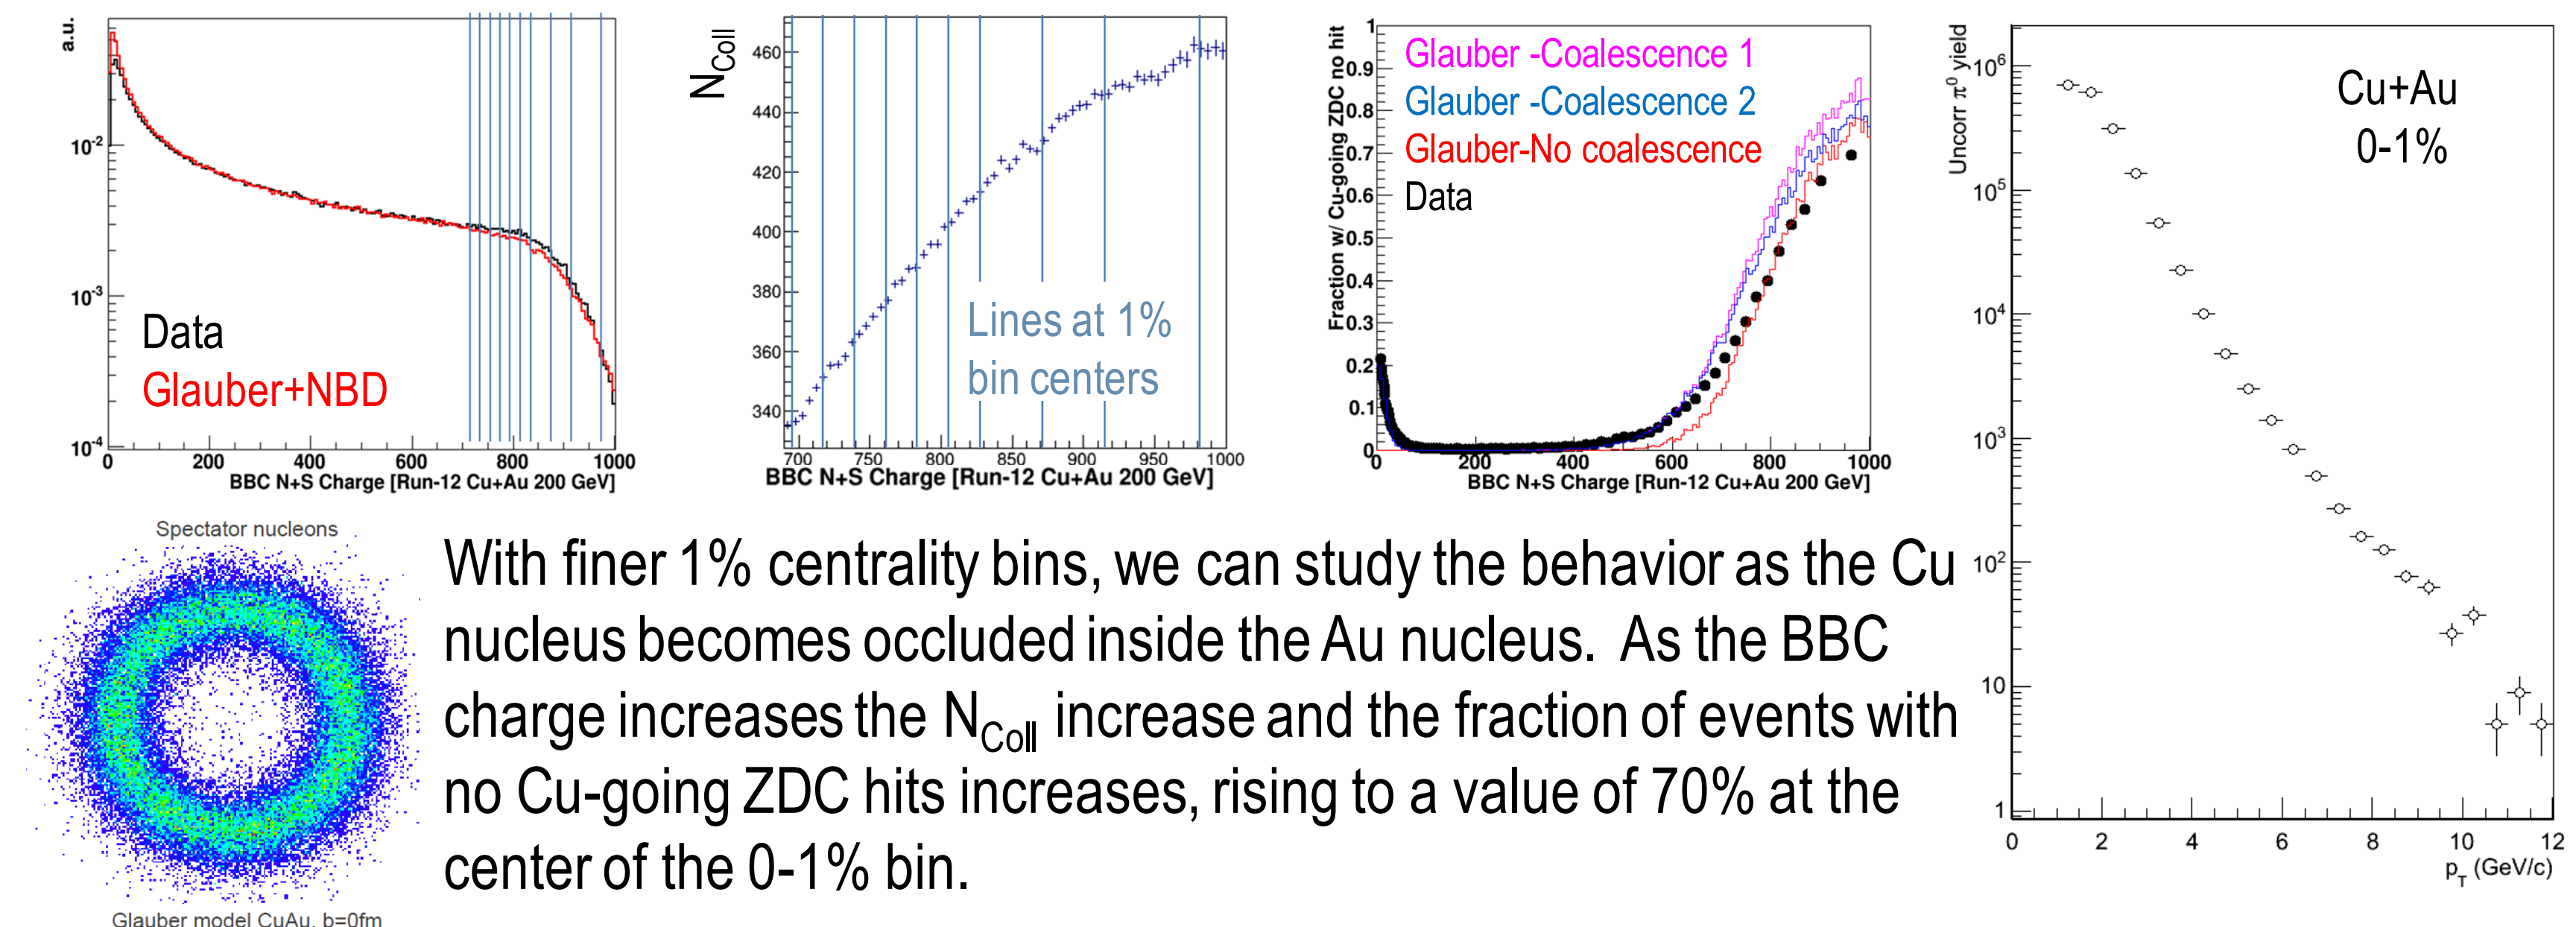 a.u.
10-2
10-3
10-4
Data
Glauber+NBD
0 200 400 600 800 1000
BBC N+S Charge [Run-12 Cu+Au 200 GeV]
NColl
460
440
420
400
380
360
340
Lines at 1%
bin centers
700 750 800 850 900 950 1000
BBC N+S Charge [Run-12 Cu+Au 200 GeV]
Fraction w/ Cu-going ZDC no hit
1
0.9
0.8
0.7
0.6
0.5
0.4
0.3
0.2
0.1
0
Glauber -Coalescence 1
Glauber -Coalescence 2
Glauber-No coalescence
Data
0 200 400 600 800 1000
BBC N+S Charge [Run-12 Cu+Au 200 GeV]
Uncorr π0 yield
106
105
104
103
102
10
1
Cu+Au
0-1%
0 2 4 6 8 10 12
pT (GeV/c)
Spectator nucleons
Glauber model CuAu, b=0fm
With finer 1% centrality bins, we can study the behavior as the Cu
nucleus becomes occluded inside the Au nucleus. As the BBC
charge increases the NColl increase and the fraction of events with
no Cu-going ZDC hits increases, rising to a value of 70% at the
center of the 0-1% bin.